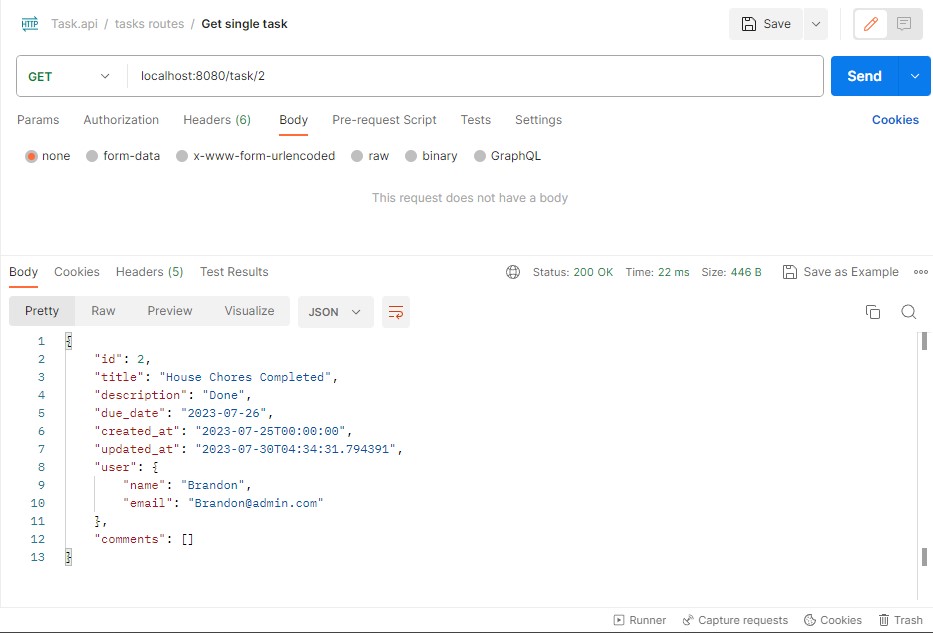 HTTP Task.api / tasks routes / Get single task Save
GET localhost:8080/task/2 Send
Params Authorization Headers (6) Body Pre-request Script Tests Settings Cookies
none form-data x-www-form-urlencoded raw binary GraphQL
This request does not have a body
Body Cookies Headers (5) Test Results Status: 200 OK Time: 22 ms Size: 446 B Save as Example
Pretty Raw Preview Visualize JSON
1 {
2 "id": 2,
3 "title": "House Chores Completed",
4 "description": "Done",
5 "due_date": "2023-07-26",
6 "created_at": "2023-07-25T00:00:00",
7 "updated_at": "2023-07-30T04:34:31.794391",
8 "user": {
9 "name": "Brandon",
10 "email": "Brandon@admin.com"
11 },
12 "comments": []
13 }
Runner Capture requests Cookies Trash